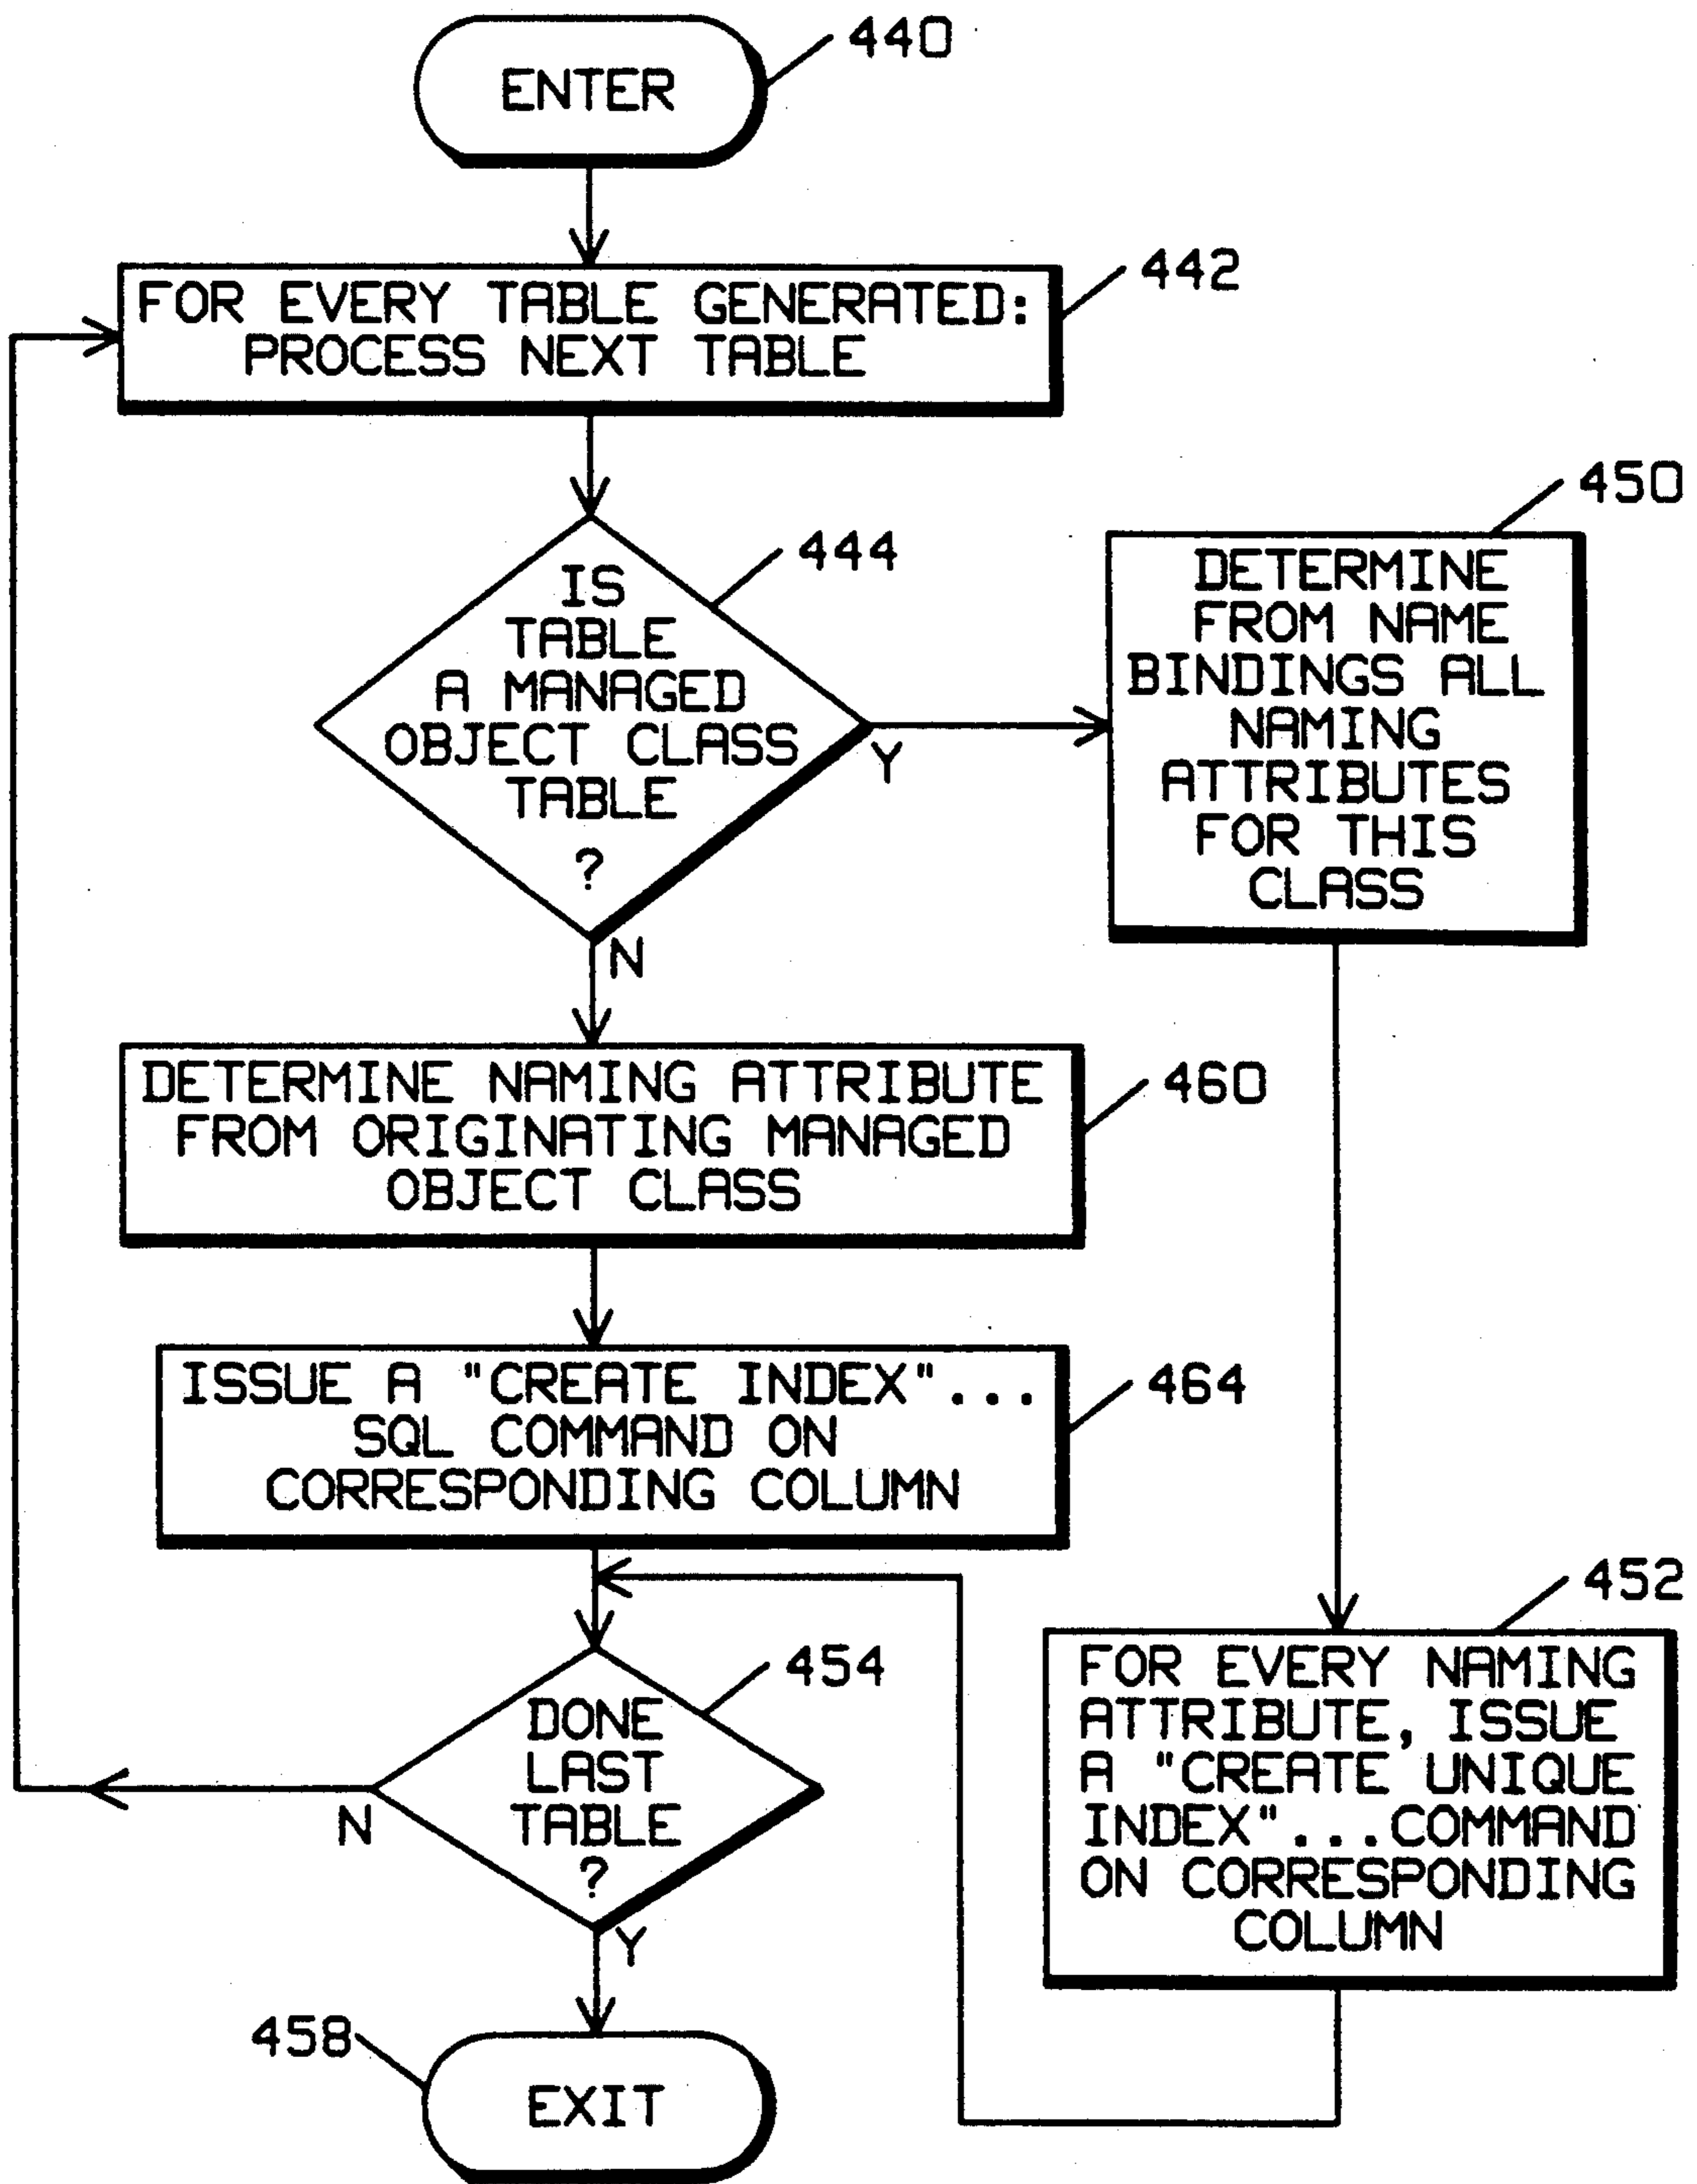 ENTER
440
FOR EVERY TABLE GENERATED:
PROCESS NEXT TABLE
442
IS
TABLE
A MANAGED
OBJECT CLASS
TABLE
?
444
Y
N
DETERMINE
FROM NAME
BINDINGS ALL
NAMING
ATTRIBUTES
FOR THIS
CLASS
450
DETERMINE NAMING ATTRIBUTE
FROM ORIGINATING MANAGED
OBJECT CLASS
460
ISSUE A "CREATE INDEX"...
SQL COMMAND ON
CORRESPONDING COLUMN
464
FOR EVERY NAMING
ATTRIBUTE, ISSUE
A "CREATE UNIQUE
INDEX"...COMMAND
ON CORRESPONDING
COLUMN
452
DONE
LAST
TABLE
?
454
N
Y
458
EXIT